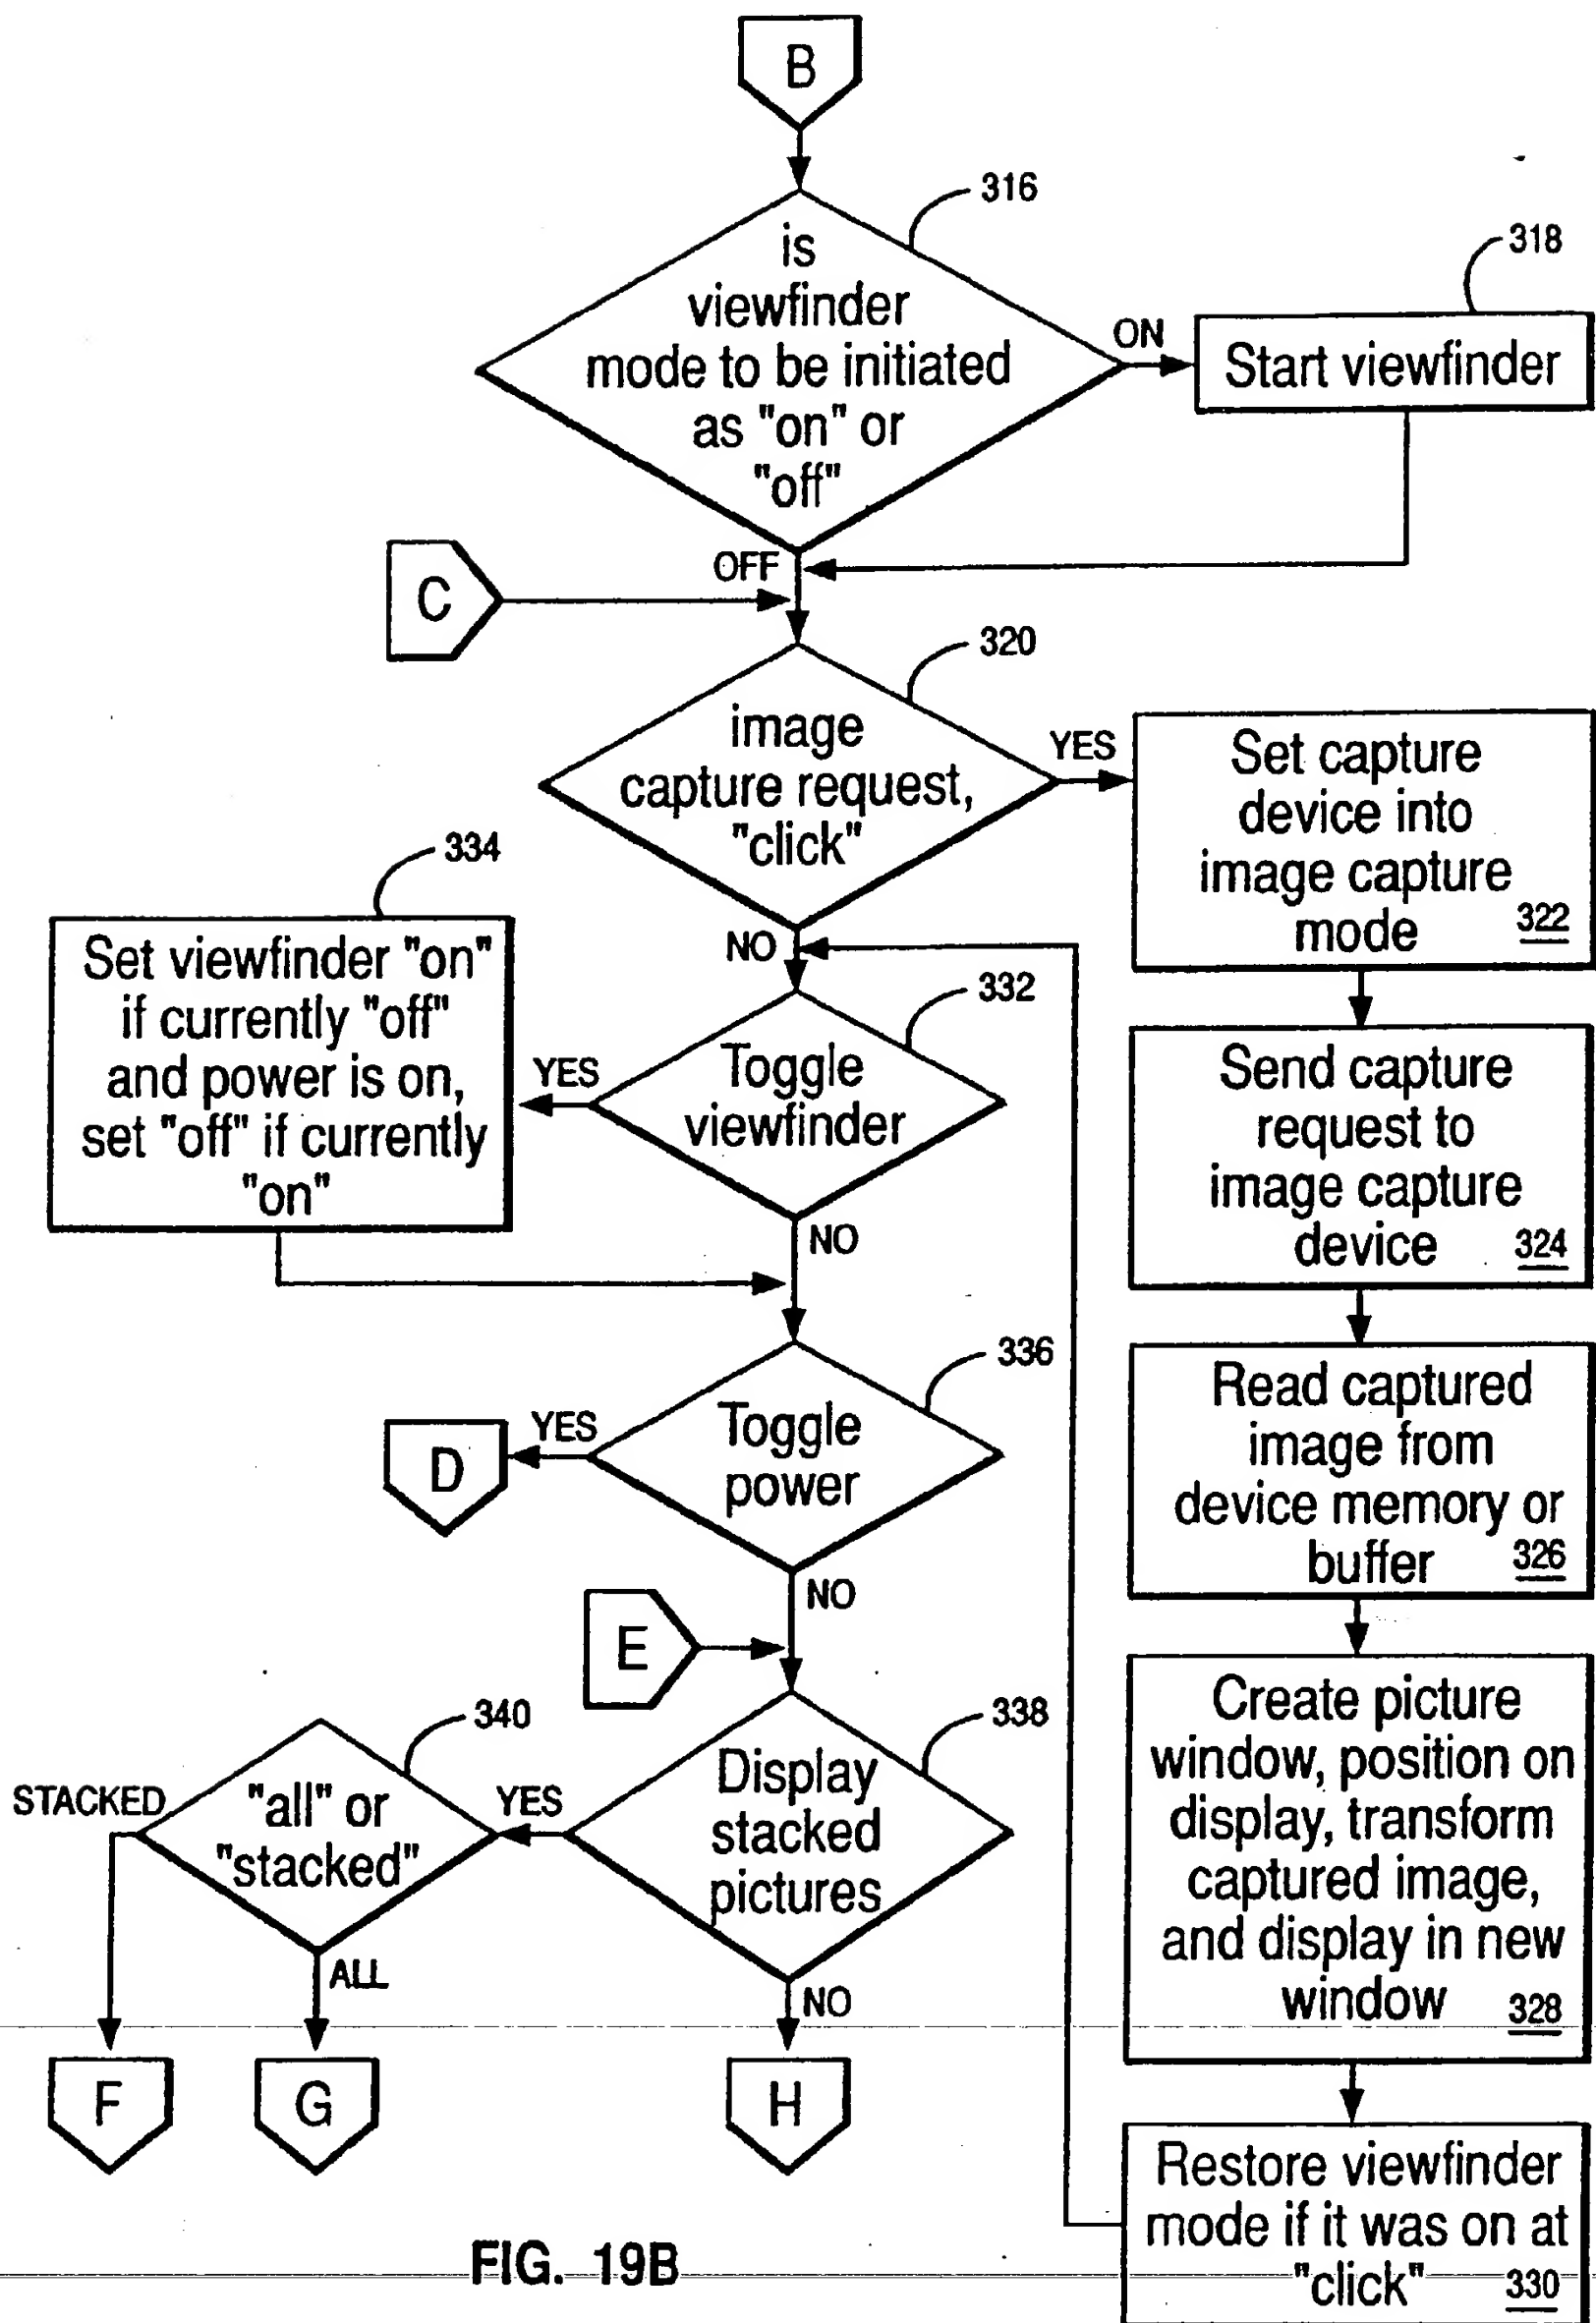 B
316
is
viewfinder
mode to be initiated
as "on" or
"off"
ON
318
Start viewfinder
OFF
C
320
image
capture request,
"click"
YES
Set capture
device into
image capture
mode 322
NO
334
Set viewfinder "on"
if currently "off"
and power is on,
set "off" if currently
"on"
332
Toggle
viewfinder
YES
NO
Send capture
request to
image capture
device 324
336
Toggle
power
YES
D
NO
Read captured
image from
device memory or
buffer 326
E
338
Display
stacked
pictures
YES
NO
340
"all" or
"stacked"
STACKED
ALL
Create picture
window, position on
display, transform
captured image,
and display in new
window 328
F
G
H
Restore viewfinder
mode if it was on at
"click" 330
FIG. 19B